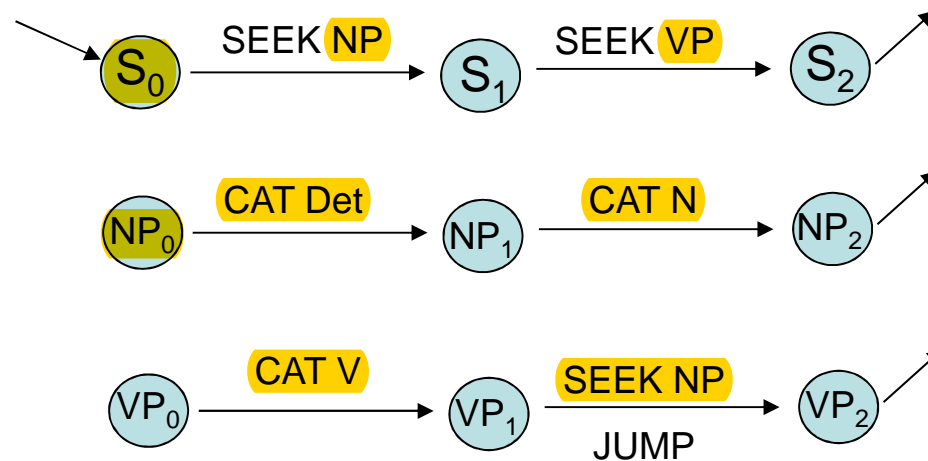 SEEK NP SEEK VP
S0 S1 S2
CAT Det CAT N
NP0 NP1 NP2
CAT V SEEK NP
VP0 VP1 VP2
JUMP